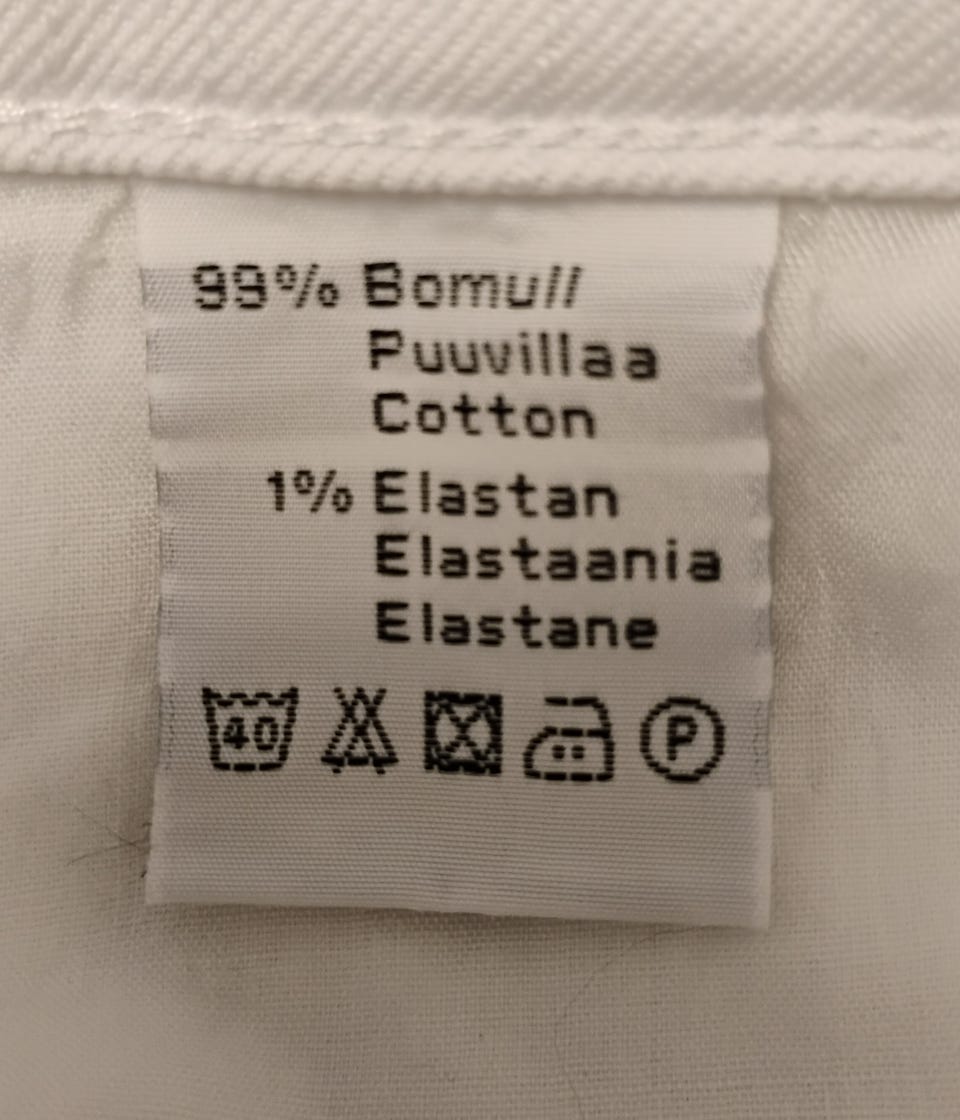 99% Bomull
Puuvillaa
Cotton
1% Elastan
Elastaania
Elastane
40 P